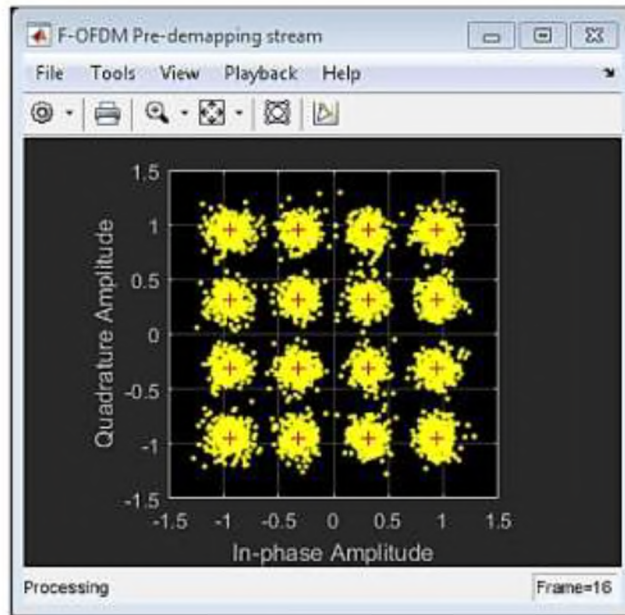 F-OFDM Pre-demapping stream
File Tools View Playback Help
1.5
1
0.5
0
-0.5
-1
-1.5
Quadrature Amplitude
-1.5 -1 -0.5 0 0.5 1 1.5
In-phase Amplitude
Processing Frame=16